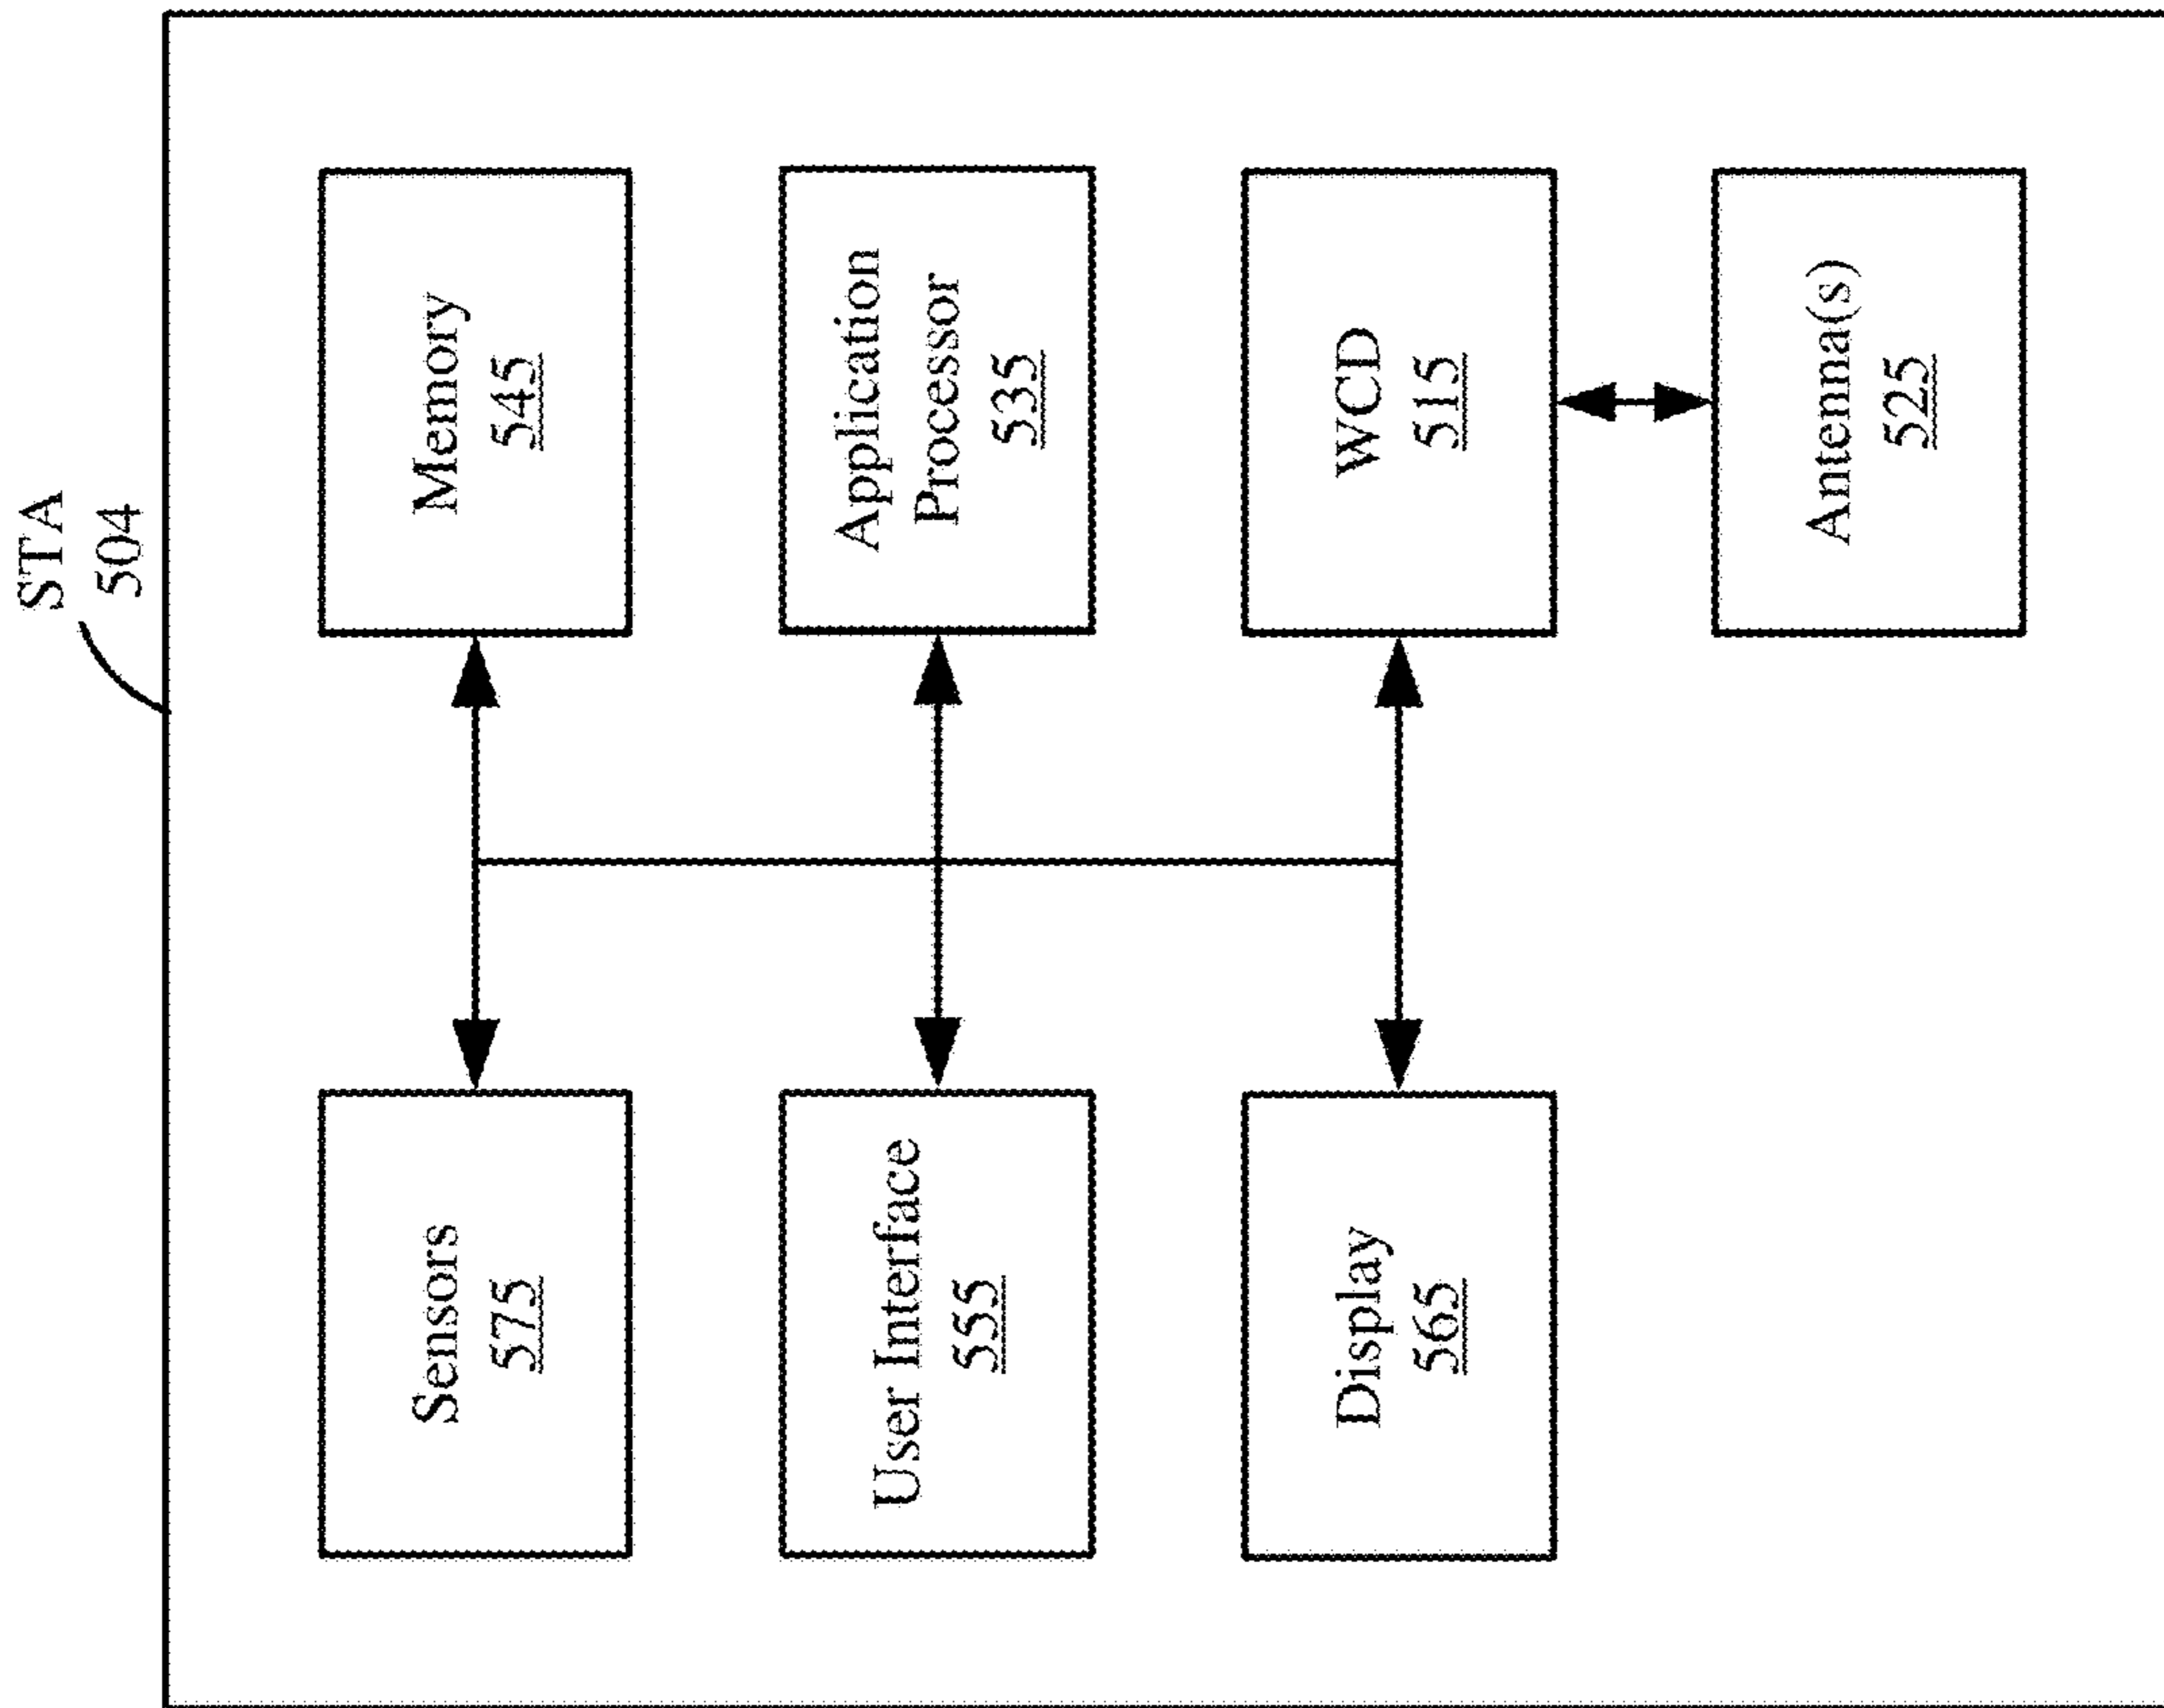 STA
504
Sensors
575
Memory
545
User Interface
555
Application
Processor
535
Display
565
WCD
515
Antenna(s)
525